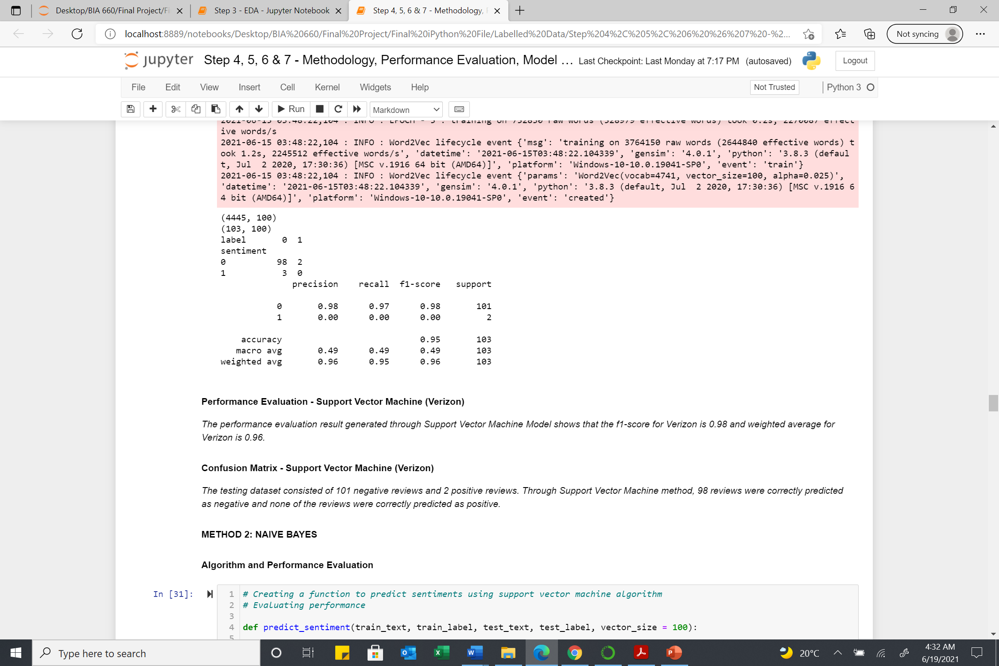 Desktop/BIA 660/Final Project/Fi
Step 3 - EDA - Jupyter Notebook
Step 4, 5, 6 & 7 - Methodology,
localhost:8889/notebooks/Desktop/BIA%20660/Final%20Project/Final%20iPython%20File/Labelled%20Data/Step%204%2C%205%2C%206%20%26%207%20-%2...
Not syncing
jupyter Step 4, 5, 6 & 7 - Methodology, Performance Evaluation, Model ... Last Checkpoint: Last Monday at 7:17 PM (autosaved)
Logout
File Edit View Insert Cell Kernel Widgets Help
Not Trusted
Python 3
Run
Markdown
ive words/s
2021-06-15 03:48:22,104 : INFO : Word2Vec lifecycle event {'msg': 'training on 3764150 raw words (2644840 effective words) t
ook 1.2s, 2245512 effective words/s', 'datetime': '2021-06-15T03:48:22.104339', 'gensim': '4.0.1', 'python': '3.8.3 (defaul
t, Jul  2 2020, 17:30:36) [MSC v.1916 64 bit (AMD64)]', 'platform': 'Windows-10-10.0.19041-SP0', 'event': 'train'}
2021-06-15 03:48:22,104 : INFO : Word2Vec lifecycle event {'params': 'Word2Vec(vocab=4741, vector_size=100, alpha=0.025)',
'datetime': '2021-06-15T03:48:22.104339', 'gensim': '4.0.1', 'python': '3.8.3 (default, Jul  2 2020, 17:30:36) [MSC v.1916 6
4 bit (AMD64)]', 'platform': 'Windows-10-10.0.19041-SP0', 'event': 'created'}
(4445, 100)
(103, 100)
label 0 1
sentiment
0 98 2
1 3 0
precision recall f1-score support
0 0.98 0.97 0.98 101
1 0.00 0.00 0.00 2
accuracy 0.95 103
macro avg 0.49 0.49 0.49 103
weighted avg 0.96 0.95 0.96 103
Performance Evaluation - Support Vector Machine (Verizon)
The performance evaluation result generated through Support Vector Machine Model shows that the f1-score for Verizon is 0.98 and weighted average for
Verizon is 0.96.
Confusion Matrix - Support Vector Machine (Verizon)
The testing dataset consisted of 101 negative reviews and 2 positive reviews. Through Support Vector Machine method, 98 reviews were correctly predicted
as negative and none of the reviews were correctly predicted as positive.
METHOD 2: NAIVE BAYES
Algorithm and Performance Evaluation
In [31]:
1 # Creating a function to predict sentiments using support vector machine algorithm
2 # Evaluating performance
3
4 def predict_sentiment(train_text, train_label, test_text, test_label, vector_size = 100):
5
Type here to search
20°C
4:32 AM
6/19/2021